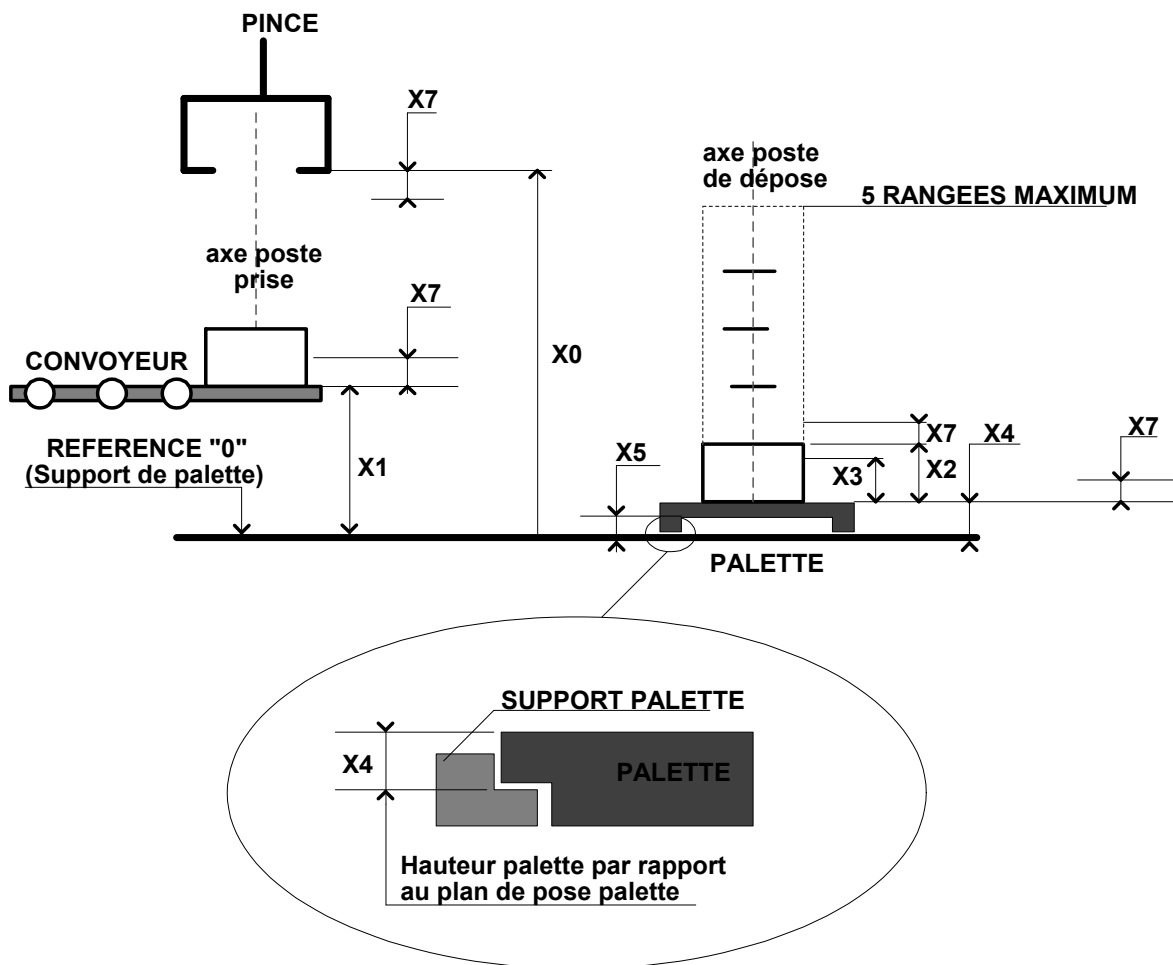 PINCE
X7
axe poste
de dépose
5 RANGEES MAXIMUM
axe poste
prise
X7
X0
CONVOYEUR
REFERENCE "0"
(Support de palette)
X1
X5
X3
X7
X2
X4
X7
PALETTE
SUPPORT PALETTE
X4
PALETTE
Hauteur palette par rapport
au plan de pose palette